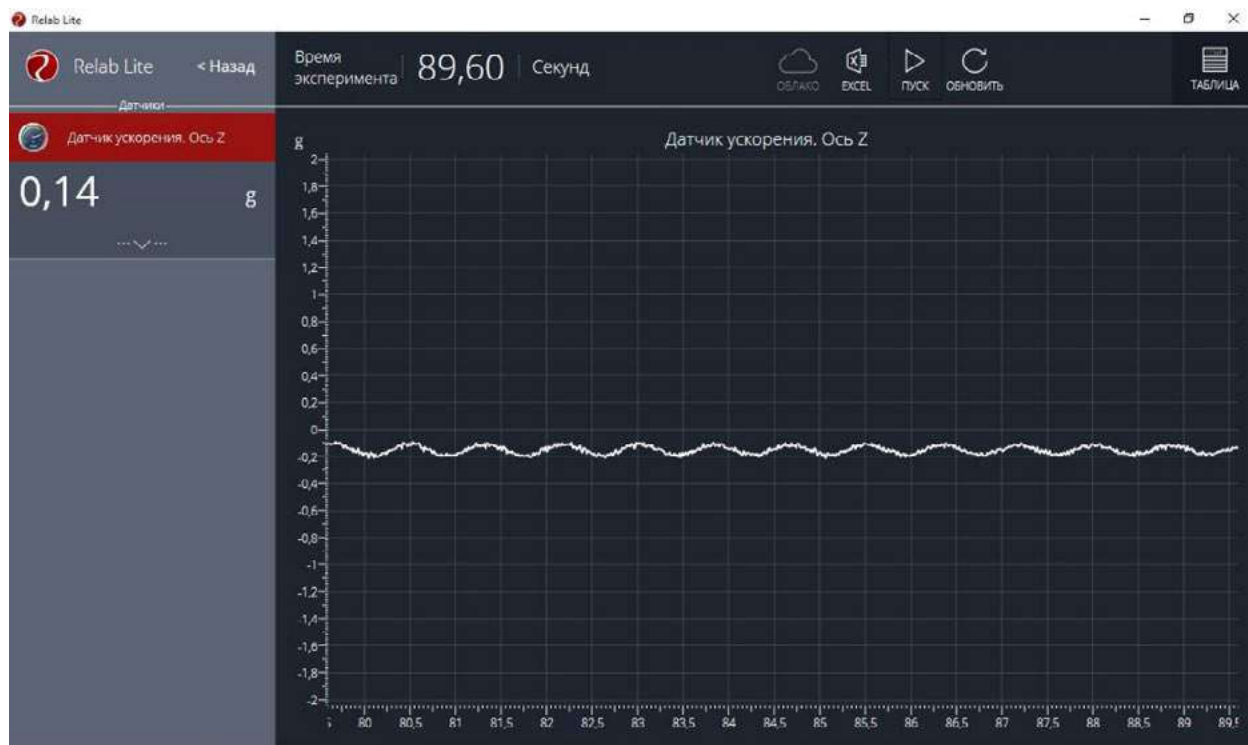 Relab Lite
Relab Lite
< Назад
Время
эксперимента
89,60
Секунд
ОБЛАКО
EXCEL
ПУСК
ОБНОВИТЬ
ТАБЛИЦА
Датчики
Датчик ускорения. Ось Z
0,14
g
g
Датчик ускорения. Ось Z
2
1,8
1,6
1,4
1,2
1
0,8
0,6
0,4
0,2
0
-0,2
-0,4
-0,6
-0,8
-1
-1,2
-1,4
-1,6
-1,8
-2
80 80,5 81 81,5 82 82,5 83 83,5 84 84,5 85 85,5 86 86,5 87 87,5 88 88,5 89